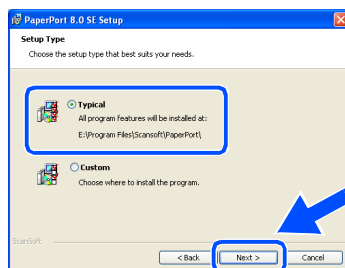 PaperPort 8.0 SE Setup
Setup Type
Choose the setup type that best suits your needs.
Typical
All program features will be installed at:
E:\Program Files\Scansoft\PaperPort\
Custom
Choose where to install the program.
ScanSoft
< Back
Next >
Cancel